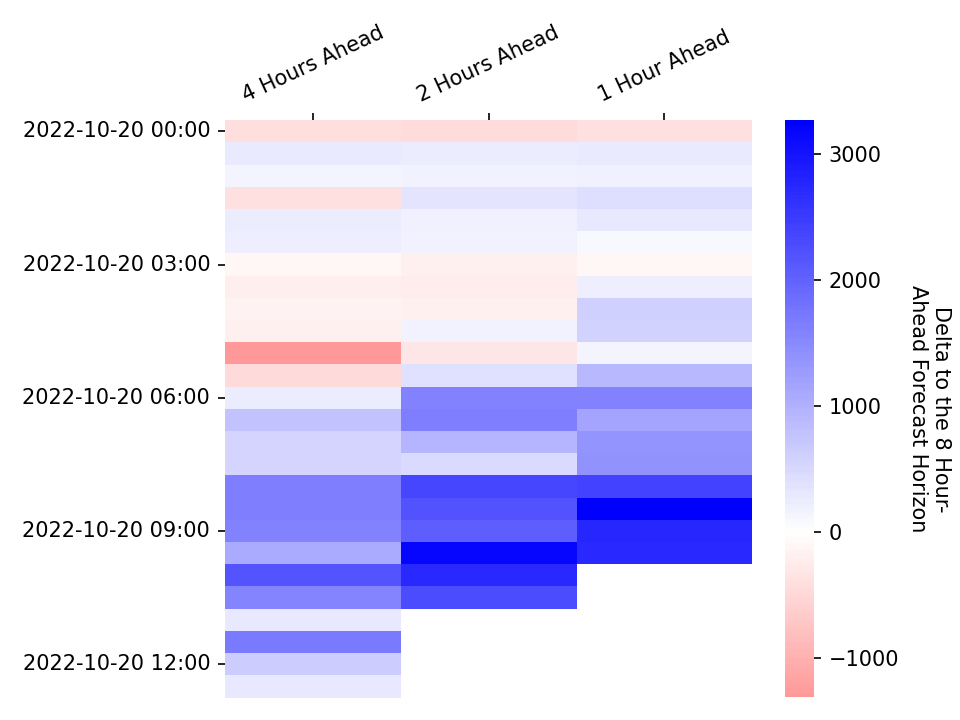 4 Hours Ahead
2 Hours Ahead
1 Hour Ahead
2022-10-20 00:00
2022-10-20 03:00
2022-10-20 06:00
2022-10-20 09:00
2022-10-20 12:00
3000
2000
1000
0
−1000
Delta to the 8 Hour-
Ahead Forecast Horizon